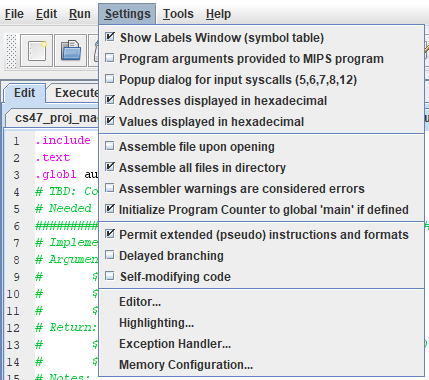 File Edit Run Settings Tools Help
Show Labels Window (symbol table)
Program arguments provided to MIPS program
Popup dialog for input syscalls (5,6,7,8,12)
Addresses displayed in hexadecimal
Values displayed in hexadecimal
Assemble file upon opening
Assemble all files in directory
Assembler warnings are considered errors
Initialize Program Counter to global 'main' if defined
Permit extended (pseudo) instructions and formats
Delayed branching
Self-modifying code
Editor...
Highlighting...
Exception Handler...
Memory Configuration...
Edit Execute
cs47_proj_ma
1 .include
2 .text
3 .globl au
4 # TBD: Co
5 # Needed
6 #########
7 # Impleme
8 # Argumen
9 # $
10 # $
11 # $
12 # Return:
13 # $
14 # $
15 # Notes: